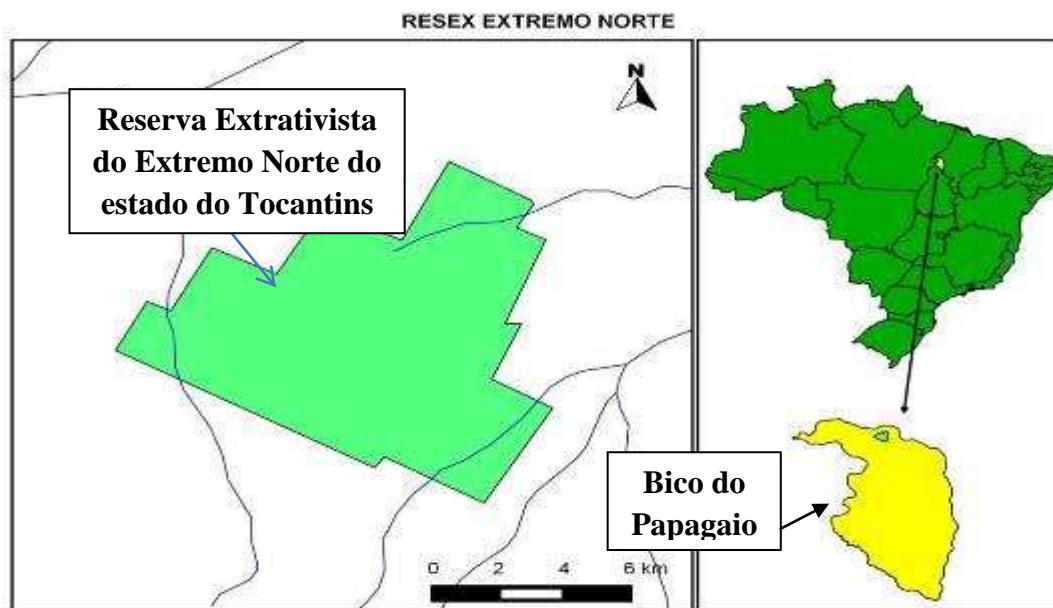 RESEX EXTREMO NORTE
Reserva Extrativista
do Extremo Norte do
estado do Tocantins
N
0 2 4 6 km
Bico do
Papagaio